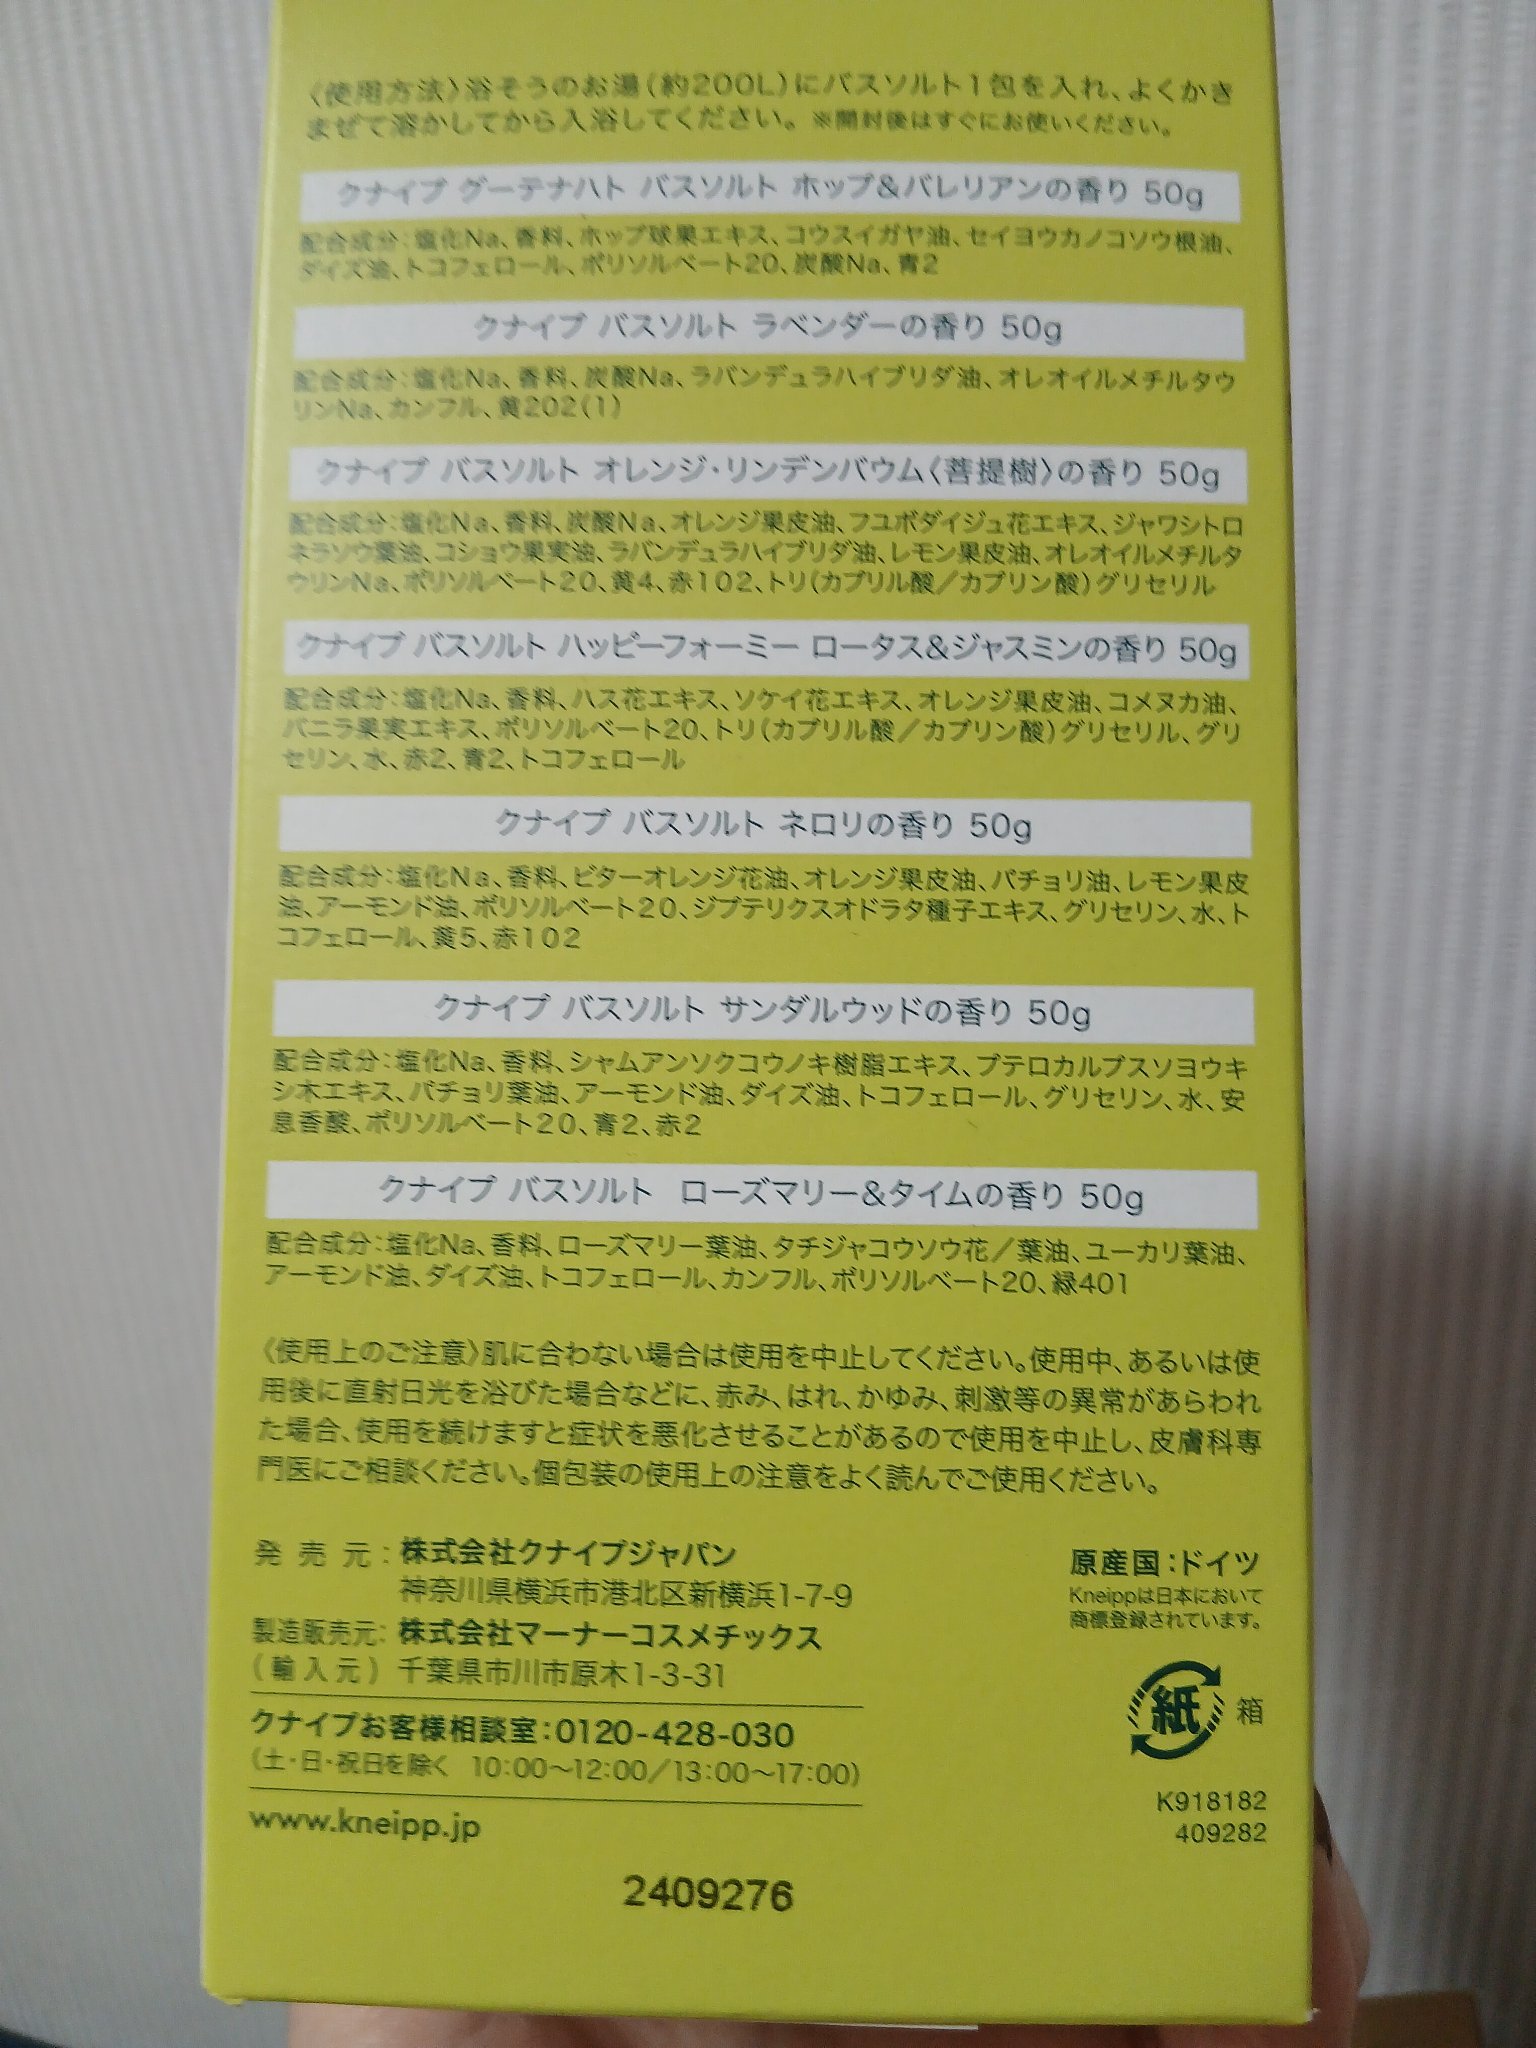 〈使用方法〉浴そうのお湯(約200L)にバスソルト1包を入れ、よくかき
まぜて溶かしてから入浴してください。※開封後はすぐにお使いください。
クナイプ グーテナハト バスソルト ホップ&バレリアンの香り 50g
配合成分:塩化Na、香料、ホップ球果エキス、コウスイガヤ油、セイヨウカノコソウ根油、
ダイズ油、トコフェロール、ポリソルベート20、炭酸Na、青2
クナイプ バスソルト ラベンダーの香り 50g
配合成分:塩化Na、香料、炭酸Na、ラバンデュラハイブリダ油、オレオイルメチルタウ
リンNa、カンフル、黄202(1)
クナイプ バスソルト オレンジ・リンデンバウム〈菩提樹〉の香り 50g
配合成分:塩化Na、香料、炭酸Na、オレンジ果皮油、フユボダイジュ花エキス、ジャワシトロ
ネラソウ葉油、コショウ果実油、ラバンデュラハイブリダ油、レモン果皮油、オレオイルメチルタ
ウリンNa、ポリソルベート20、黄4、赤102、トリ(カプリル酸/カプリン酸)グリセリル
クナイプ バスソルト ハッピーフォーミー ロータス&ジャスミンの香り 50g
配合成分:塩化Na、香料、ハス花エキス、ソケイ花エキス、オレンジ果皮油、コメヌカ油、
バニラ果実エキス、ポリソルベート20、トリ(カプリル酸/カプリン酸)グリセリル、グリ
セリン、水、赤2、青2、トコフェロール
クナイプ バスソルト ネロリの香り 50g
配合成分:塩化Na、香料、ビターオレンジ花油、オレンジ果皮油、パチョリ油、レモン果皮
油、アーモンド油、ポリソルベート20、ジプテリクスオドラタ種子エキス、グリセリン、水、ト
コフェロール、黄5、赤102
クナイプ バスソルト サンダルウッドの香り 50g
配合成分:塩化Na、香料、シャムアンソクコウノキ樹脂エキス、プテロカルプスソヨウキ
シ木エキス、パチョリ葉油、アーモンド油、ダイズ油、トコフェロール、グリセリン、水、安
息香酸、ポリソルベート20、青2、赤2
クナイプ バスソルト ローズマリー&タイムの香り 50g
配合成分:塩化Na、香料、ローズマリー葉油、タチジャコウソウ花/葉油、ユーカリ葉油、
アーモンド油、ダイズ油、トコフェロール、カンフル、ポリソルベート20、緑401
〈使用上のご注意〉肌に合わない場合は使用を中止してください。使用中、あるいは使
用後に直射日光を浴びた場合などに、赤み、はれ、かゆみ、刺激等の異常があらわれ
た場合、使用を続けますと症状を悪化させることがあるので使用を中止し、皮膚科専
門医にご相談ください。個包装の使用上の注意をよく読んでご使用ください。
発売元:株式会社クナイプジャパン
神奈川県横浜市港北区新横浜1-7-9
製造販売元:株式会社マーナーコスメチックス
(輸入元)千葉県市川市原木1-3-31
クナイプお客様相談室:0120-428-030
(土・日・祝日を除く 10:00〜12:00/13:00〜17:00)
www.kneipp.jp
原産国:ドイツ
Kneippは日本において
商標登録されています。
紙 箱
K918182
409282
2409276